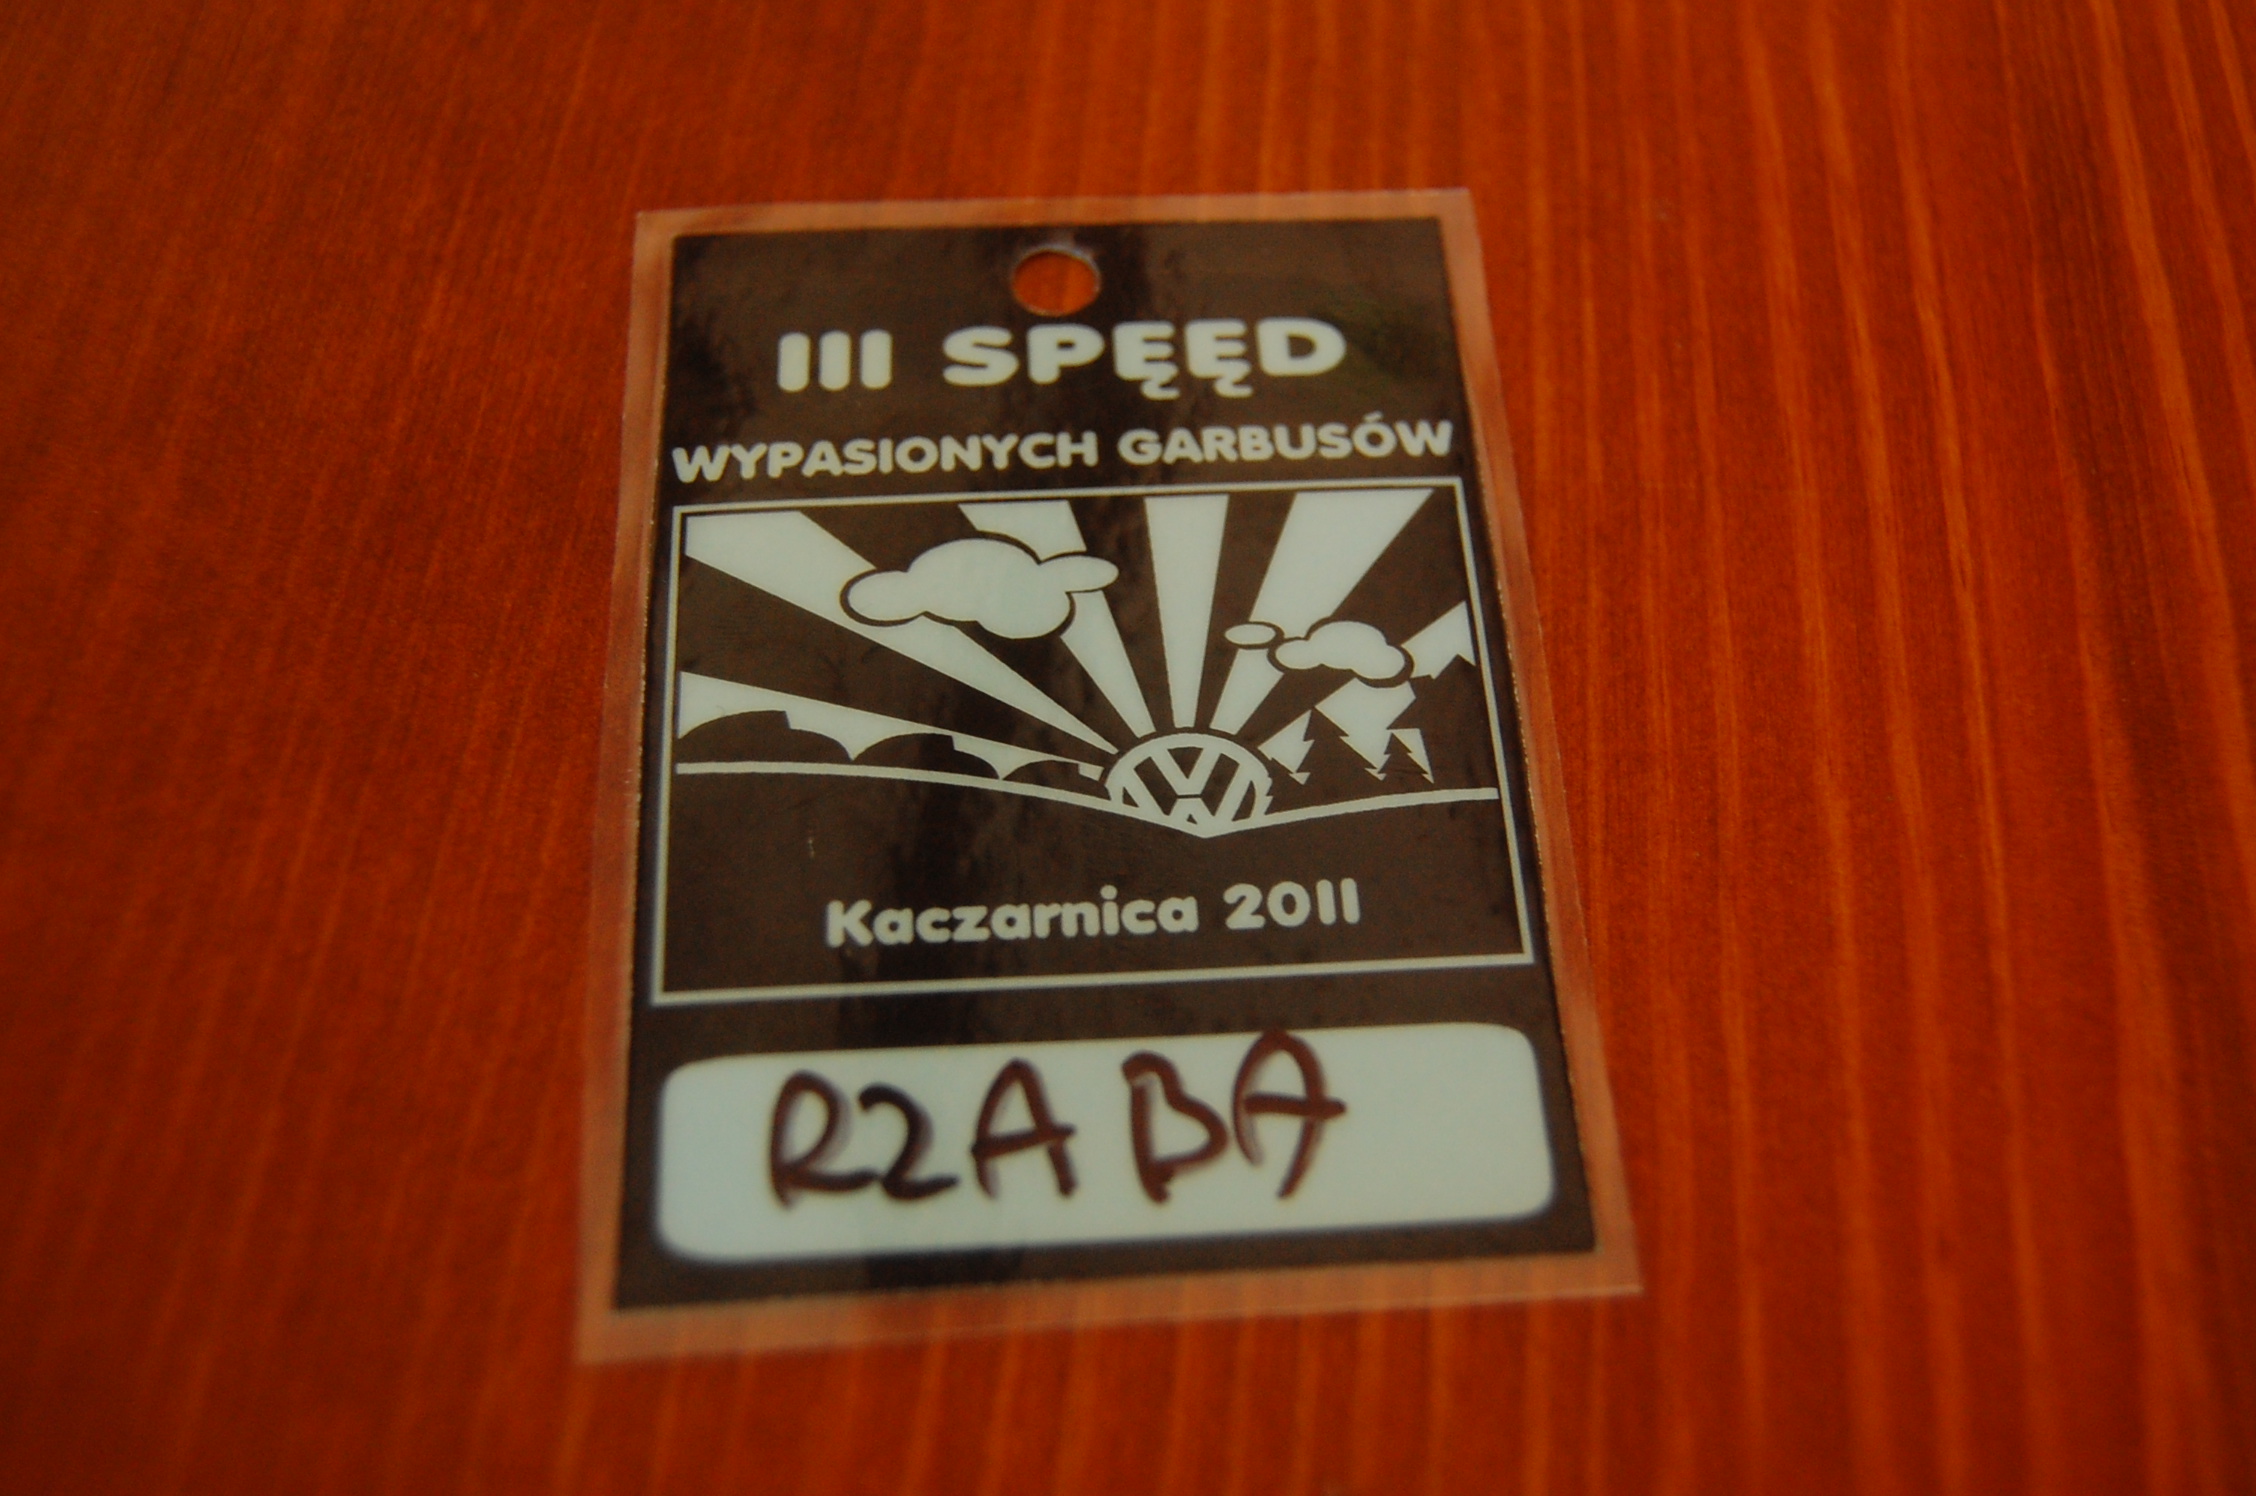 III SPĘĘD
WYPASIONYCH GARBUSÓW
Kaczarnica 2011
RZABA